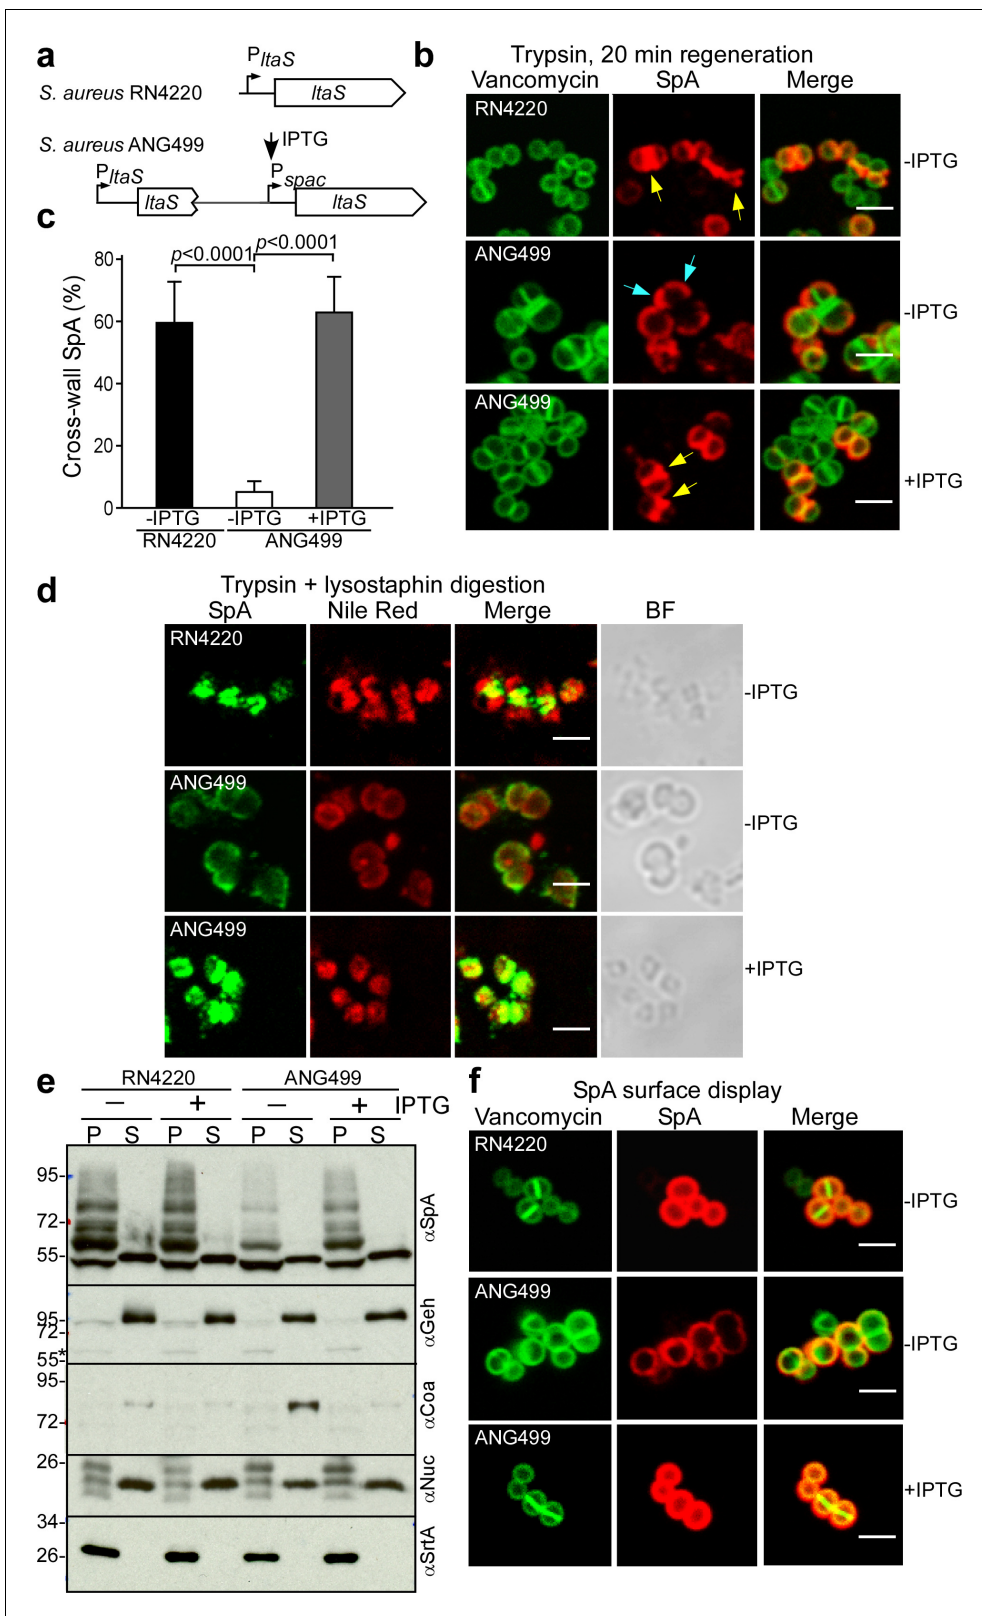 a
PltaS
S. aureus RN4220
ltaS
S. aureus ANG499
IPTG
PltaS
Pspac
ltaS
ltaS
b
Trypsin, 20 min regeneration
Vancomycin SpA Merge
RN4220
-IPTG
ANG499
-IPTG
ANG499
+IPTG
c
p<0.0001 p<0.0001
Cross-wall SpA (%)
80
60
40
20
0
-IPTG -IPTG +IPTG
RN4220 ANG499
d
Trypsin + lysostaphin digestion
SpA Nile Red Merge BF
RN4220
-IPTG
ANG499
-IPTG
ANG499
+IPTG
e
RN4220 ANG499
– + – + IPTG
P S P S P S P S
95-
72-
55-
αSpA
95-
72-
*
55-
αGeh
95-
72-
αCoa
26-
αNuc
34-
26-
αSrtA
f
SpA surface display
Vancomycin SpA Merge
RN4220
-IPTG
ANG499
-IPTG
ANG499
+IPTG